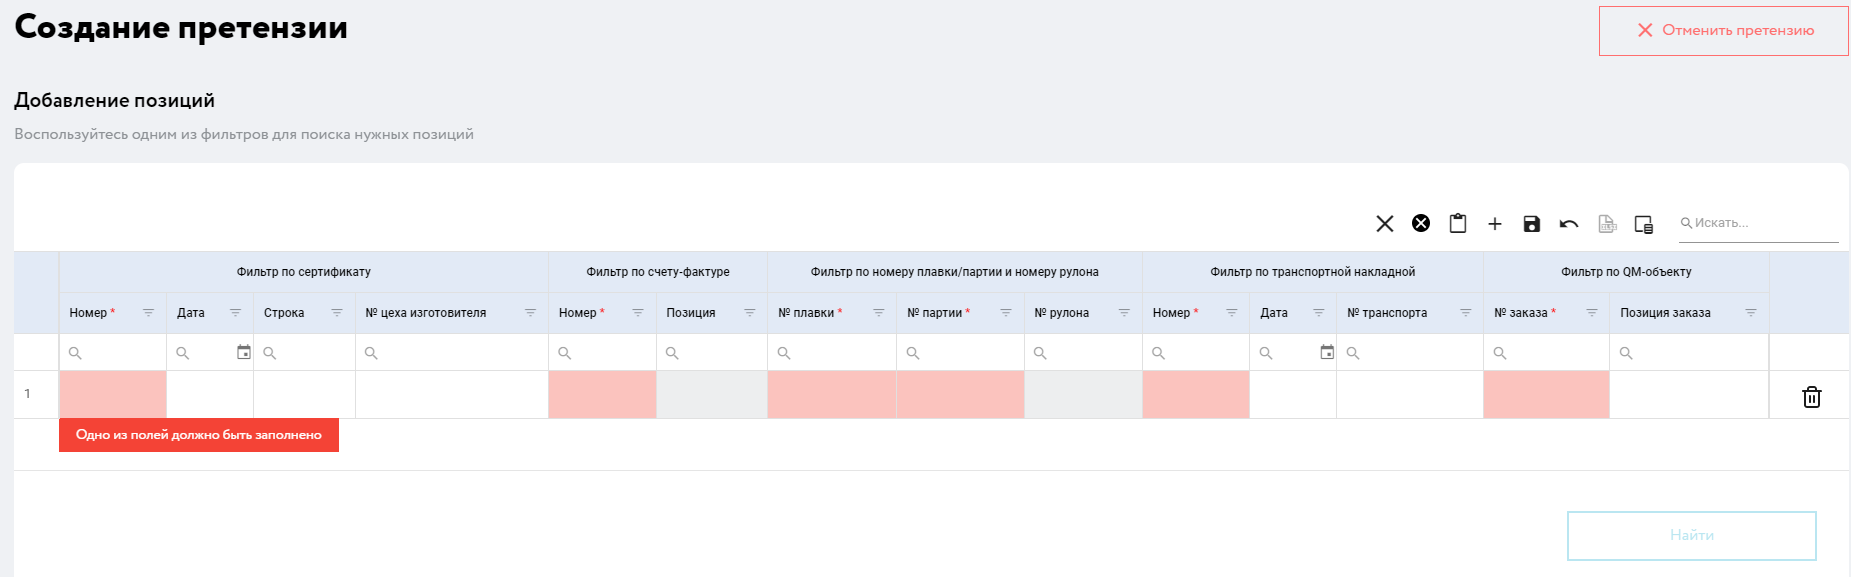 Создание претензии
Отменить претензию
Добавление позиций
Воспользуйтесь одним из фильтров для поиска нужных позиций
Искать...
Фильтр по сертификату Фильтр по счету-фактуре Фильтр по номеру плавки/партии и номеру рулона Фильтр по транспортной накладной Фильтр по QM-объекту
Номер * Дата Строка № цеха изготовителя Номер * Позиция № плавки * № партии * № рулона Номер * Дата № транспорта № заказа * Позиция заказа
1
Одно из полей должно быть заполнено
Найти